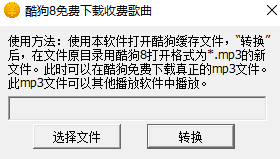 酷狗8免费下载收费歌曲
使用方法：使用本软件打开酷狗缓存文件，“转换”
后，在文件原目录用酷狗8打开格式为*.mp3的新
文件。此时可以在酷狗免费下载真正的mp3文件。
此mp3文件可以其他播放软件中播放。
选择文件 转换